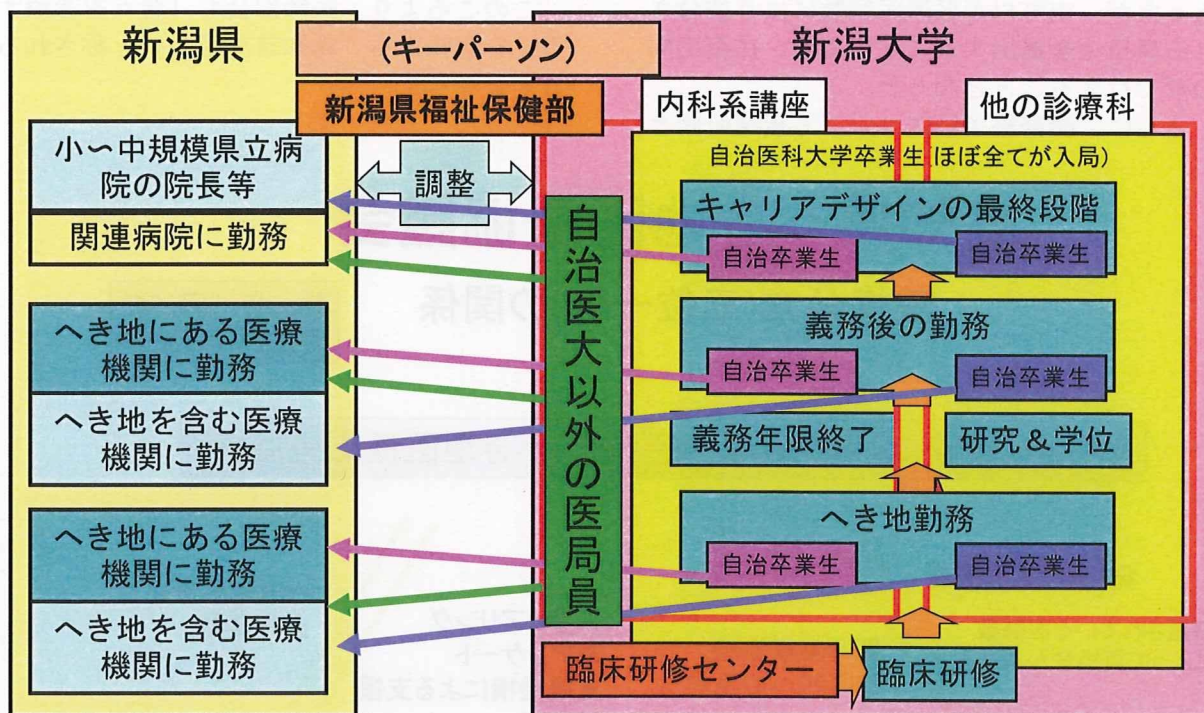 新潟県
(キーパーソン)
新潟大学
新潟県福祉保健部
内科系講座
他の診療科
小〜中規模県立病
院の院長等
関連病院に勤務
調整
自治医科大学卒業生(ほぼ全てが入局)
キャリアデザインの最終段階
自治卒業生
自治卒業生
自治医大以外の医局員
へき地にある医療
機関に勤務
へき地を含む医療
機関に勤務
義務後の勤務
自治卒業生
自治卒業生
義務年限終了
研究&学位
へき地にある医療
機関に勤務
へき地を含む医療
機関に勤務
へき地勤務
自治卒業生
自治卒業生
臨床研修センター
臨床研修